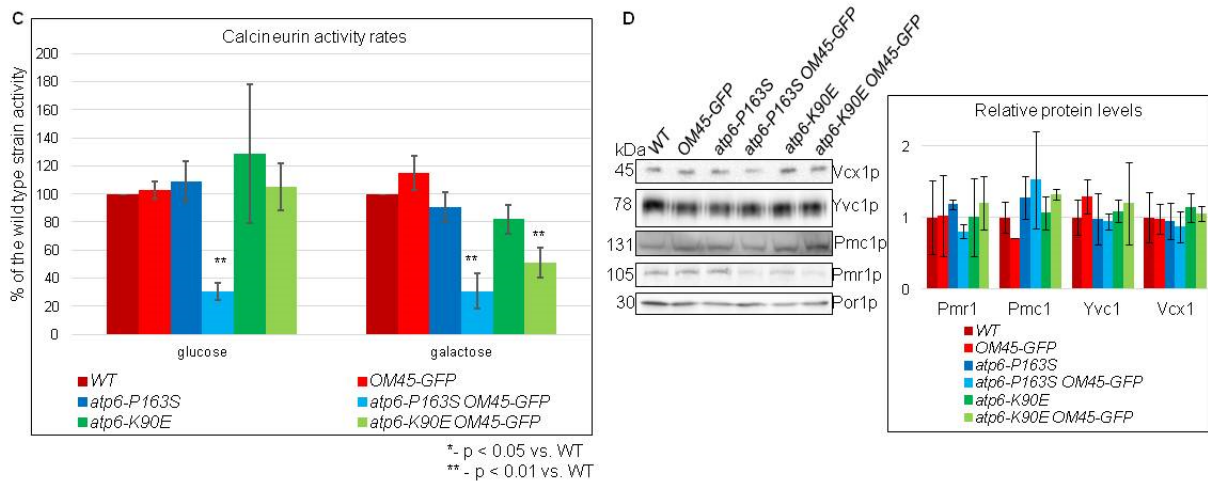 C
Calcineurin activity rates
% of the wild type strain activity
200
180
160
140
120
100
80
60
40
20
0
**
**
**
glucose
galactose
WT
OM45-GFP
atp6-P163S
atp6-P163S OM45-GFP
atp6-K90E
atp6-K90E OM45-GFP
*- p < 0.05 vs. WT
** - p < 0.01 vs. WT
D
WT
OM45-GFP
atp6-P163S
atp6-P163S OM45-GFP
atp6-K90E
atp6-K90E OM45-GFP
kDa
45 Vcx1p
78 Yvc1p
131 Pmc1p
105 Pmr1p
30 Por1p
Relative protein levels
2
1
0
Pmr1 Pmc1 Yvc1 Vcx1
WT
OM45-GFP
atp6-P163S
atp6-P163S OM45-GFP
atp6-K90E
atp6-K90E OM45-GFP